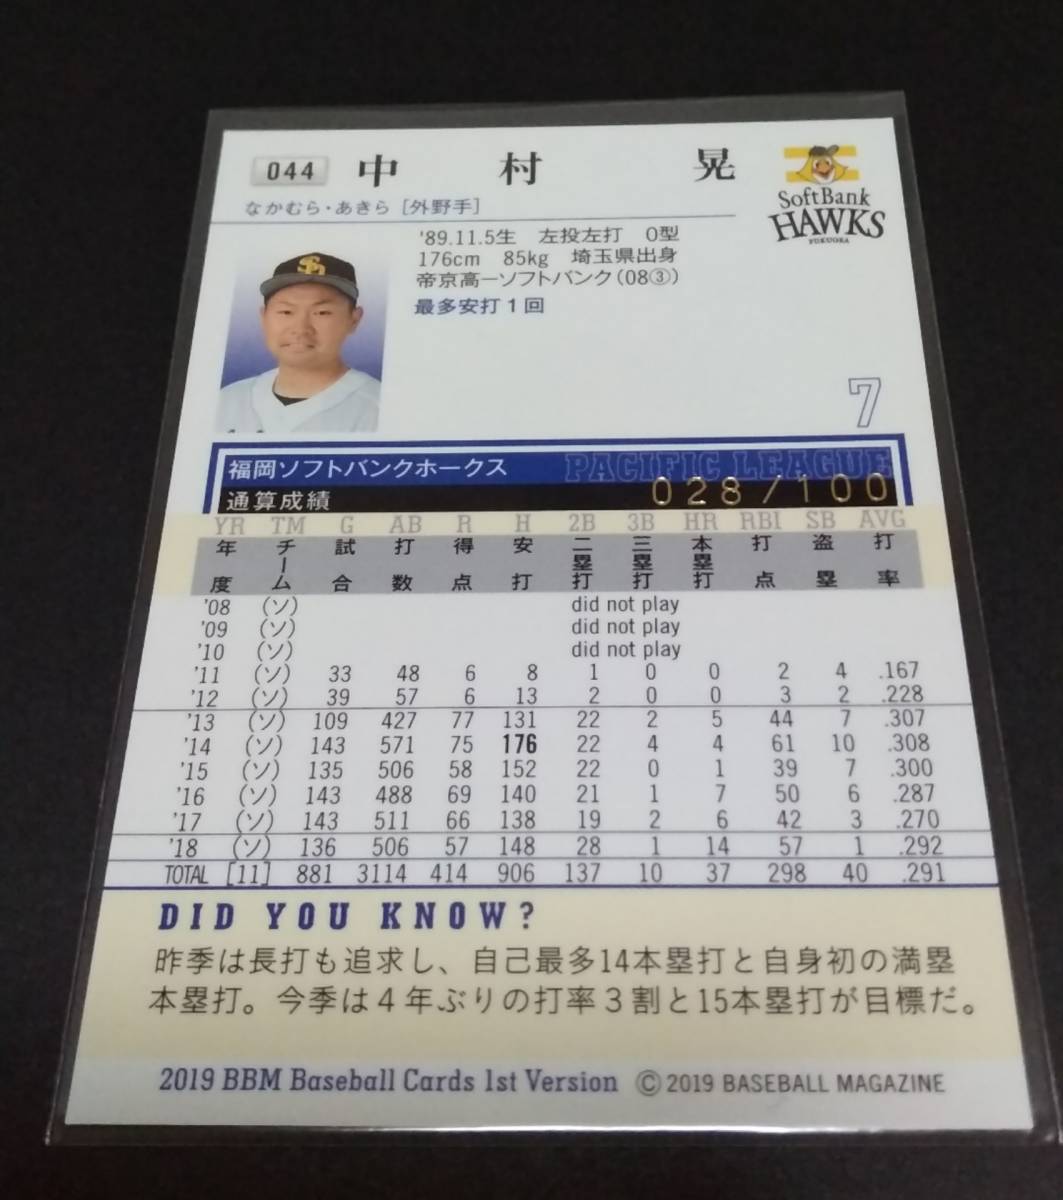 044 中村晃
なかむら・あきら［外野手］
SoftBank
HAWKS
FUKUOKA
'89.11.5生 左投左打 O型
176cm 85kg 埼玉県出身
帝京高ーソフトバンク(08③)
最多安打1回
7
福岡ソフトバンクホークス PACIFIC LEAGUE
通算成績 028/100
YR TM G AB R H 2B 3B HR RBI SB AVG
年度 チーム 試合 打数 得点 安打 二塁打 三塁打 本塁打 打点 盗塁 打率
'08 (ソ) did not play
'09 (ソ) did not play
'10 (ソ) did not play
'11 (ソ) 33 48 6 8 1 0 0 2 4 .167
'12 (ソ) 39 57 6 13 2 0 0 3 2 .228
'13 (ソ) 109 427 77 131 22 2 5 44 7 .307
'14 (ソ) 143 571 75 176 22 4 4 61 10 .308
'15 (ソ) 135 506 58 152 22 0 1 39 7 .300
'16 (ソ) 143 488 69 140 21 1 7 50 6 .287
'17 (ソ) 143 511 66 138 19 2 6 42 3 .270
'18 (ソ) 136 506 57 148 28 1 14 57 1 .292
TOTAL [11] 881 3114 414 906 137 10 37 298 40 .291
DID YOU KNOW?
昨季は長打も追求し、自己最多14本塁打と自身初の満塁
本塁打。今季は4年ぶりの打率3割と15本塁打が目標だ。
2019 BBM Baseball Cards 1st Version © 2019 BASEBALL MAGAZINE